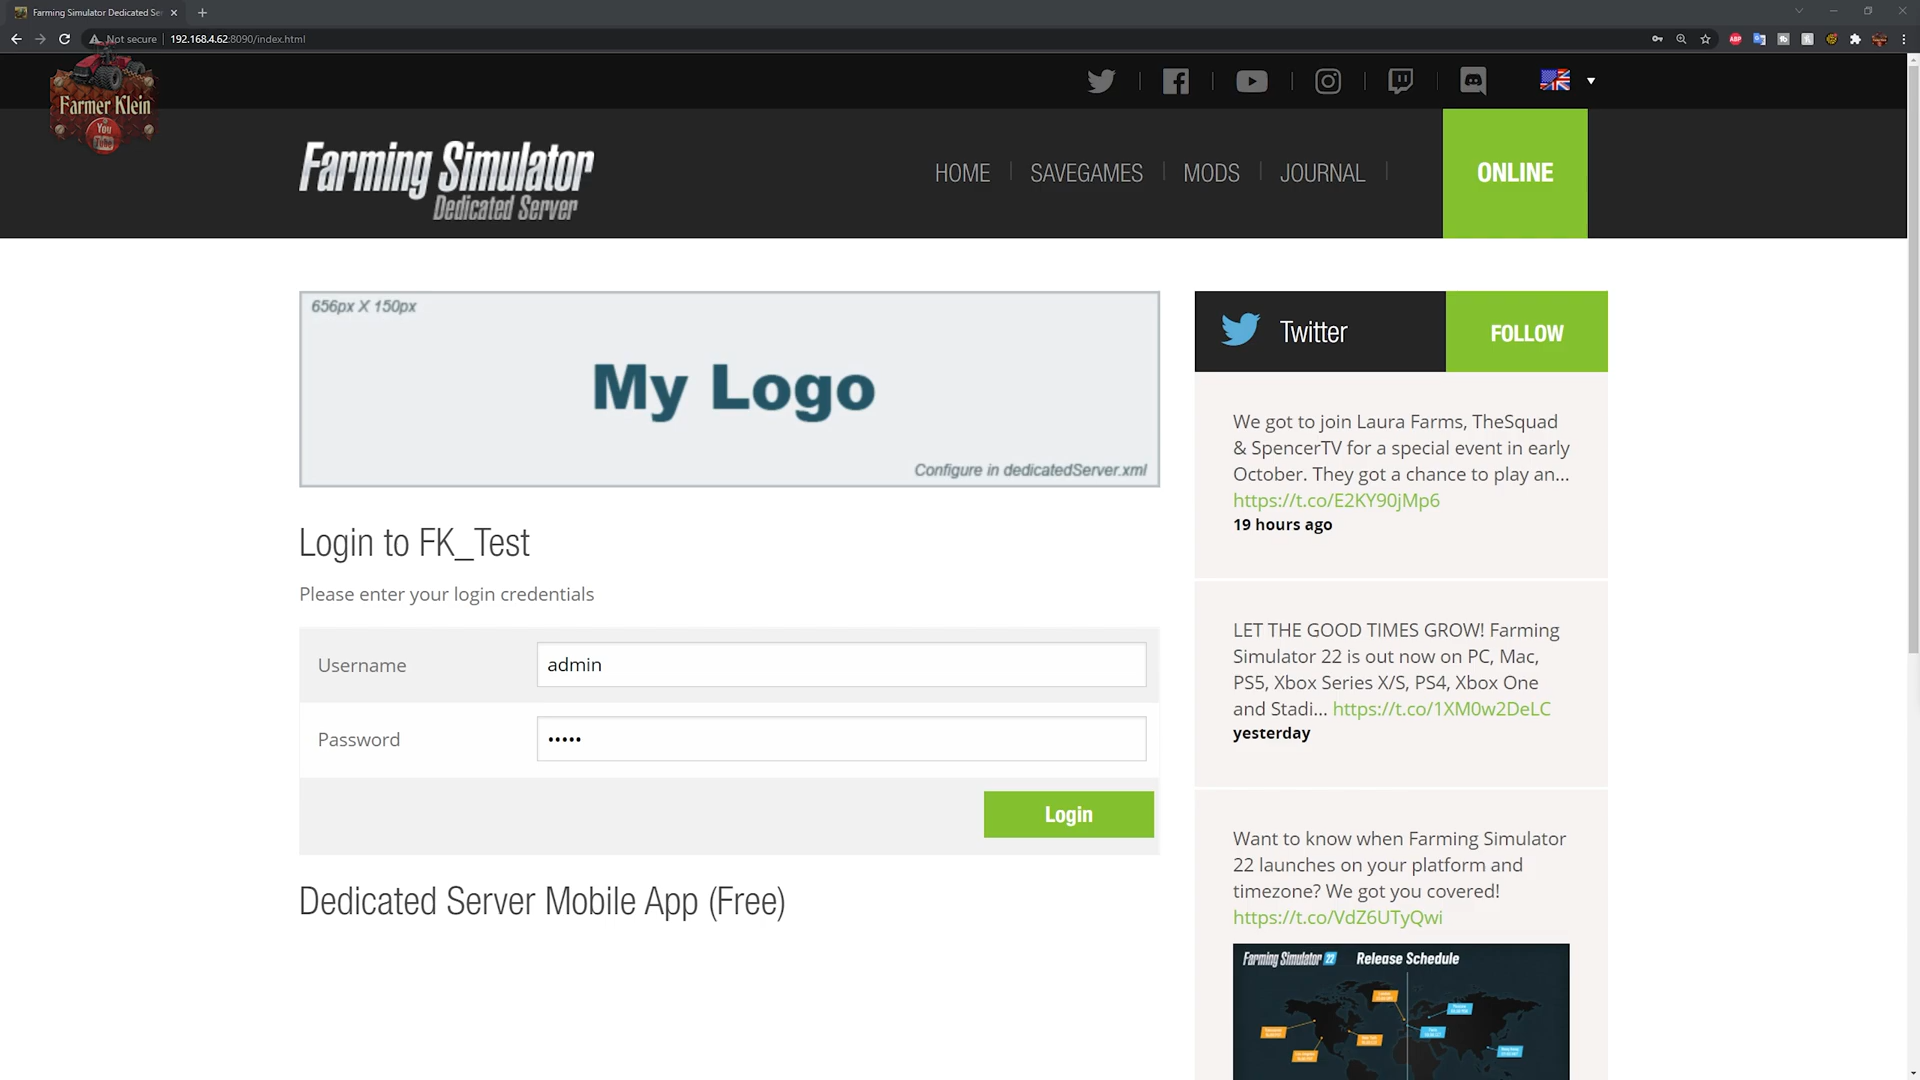 Farming Simulator Dedicated Se
Not secure
192.168.4.62:8090/index.html
ABP
Farmer Klein
You
Tube
Farming Simulator
Dedicated Server
HOME
SAVEGAMES
MODS
JOURNAL
ONLINE
656px X 150px
My Logo
Configure in dedicatedServer.xml
Login to FK_Test
Please enter your login credentials
Username
admin
Password
•••••
Login
Dedicated Server Mobile App (Free)
Twitter
FOLLOW
We got to join Laura Farms, TheSquad
& SpencerTV for a special event in early
October. They got a chance to play an...
https://t.co/E2KY90jMp6
19 hours ago
LET THE GOOD TIMES GROW! Farming
Simulator 22 is out now on PC, Mac,
PS5, Xbox Series X/S, PS4, Xbox One
and Stadi... https://t.co/1XM0w2DeLC
yesterday
Want to know when Farming Simulator
22 launches on your platform and
timezone? We got you covered!
https://t.co/VdZ6UTyQwi
Farming Simulator 22 Release Schedule